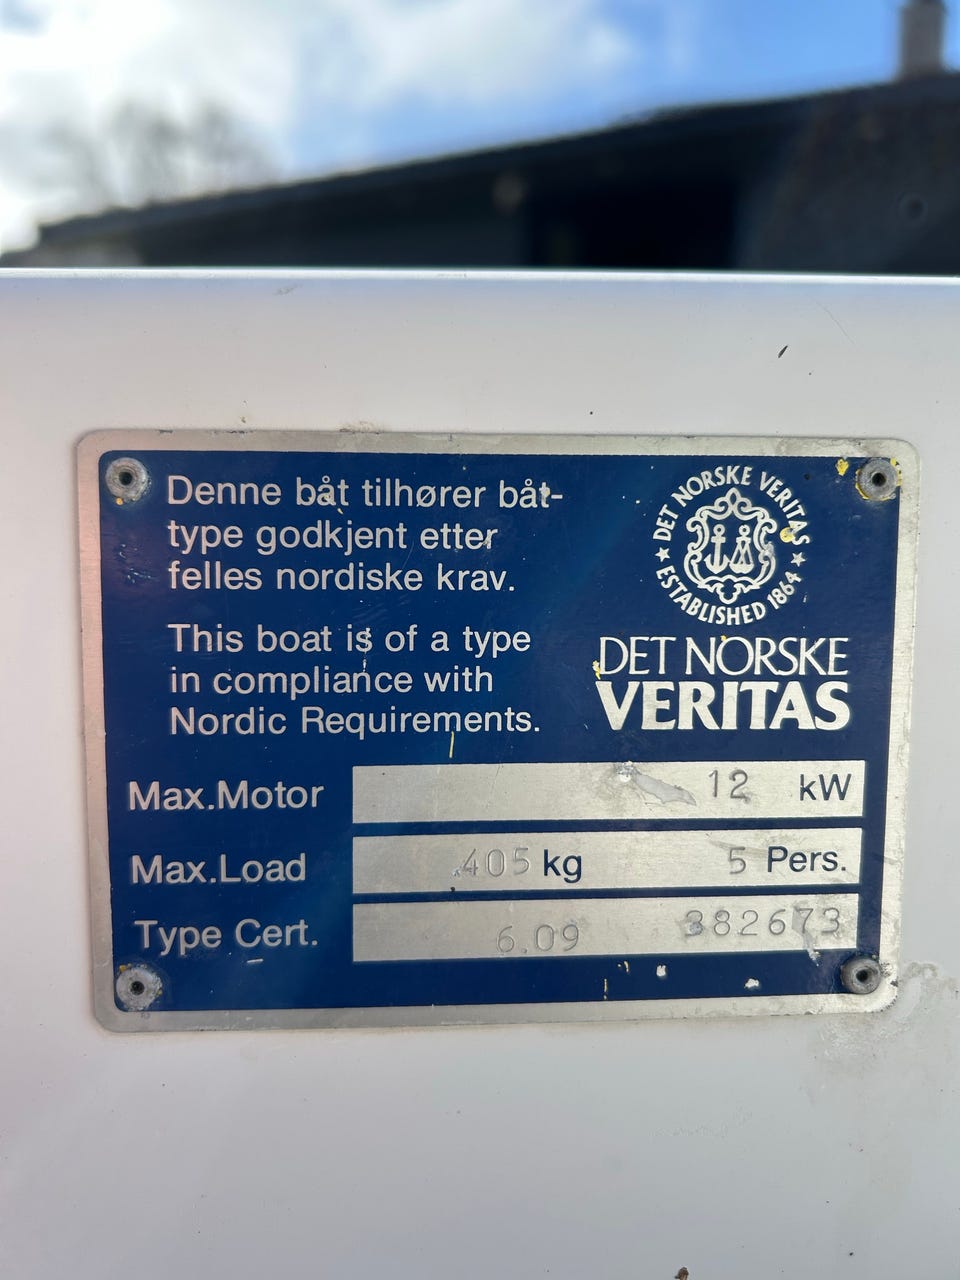 Denne båt tilhører båt-
type godkjent etter
felles nordiske krav.
This boat is of a type
in compliance with
Nordic Requirements.
★ DET NORSKE VERITAS ★
ESTABLISHED 1864
DET NORSKE
VERITAS
Max.Motor 12 kW
Max.Load 405 kg 5 Pers.
Type Cert. 6.09 382673